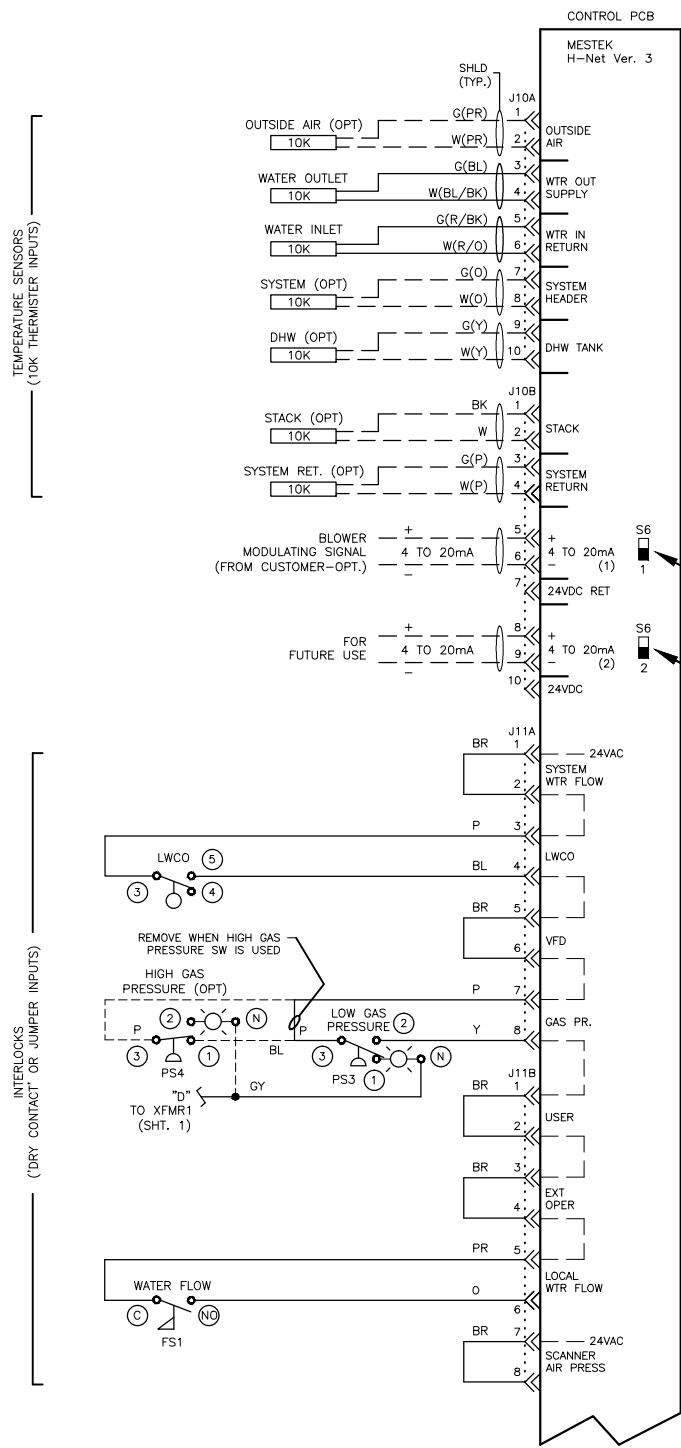 CONTROL PCB
MESTEK
H-Net Ver. 3
SHLD
(TYP.)
J10A
TEMPERATURE SENSORS
(10K THERMISTER INPUTS)
OUTSIDE AIR (OPT)
10K
G(PR)
1
W(PR)
2
OUTSIDE
AIR
WATER OUTLET
10K
G(BL)
3
W(BL/BK)
4
WTR OUT
SUPPLY
WATER INLET
10K
G(R/BK)
5
W(R/O)
6
WTR IN
RETURN
SYSTEM (OPT)
10K
G(O)
7
W(O)
8
SYSTEM
HEADER
DHW (OPT)
10K
G(Y)
9
W(Y)
10
DHW TANK
J10B
STACK (OPT)
10K
BK
1
W
2
STACK
SYSTEM RET. (OPT)
10K
G(P)
3
W(P)
4
SYSTEM
RETURN
BLOWER
MODULATING SIGNAL
(FROM CUSTOMER-OPT.)
+
4 TO 20mA
–
5
6
+
4 TO 20mA
–
(1)
S6
1
7
24VDC RET
FOR
FUTURE USE
+
4 TO 20mA
–
8
9
+
4 TO 20mA
–
(2)
S6
2
10
24VDC
INTERLOCKS
("DRY CONTACT" OR JUMPER INPUTS)
J11A
BR
1
24VAC
2
SYSTEM
WTR FLOW
P
3
LWCO
5
3
4
BL
4
LWCO
BR
5
6
VFD
REMOVE WHEN HIGH GAS
PRESSURE SW IS USED
HIGH GAS
PRESSURE (OPT)
P
7
2
N
P
3
1
PS4
BL
P
LOW GAS
PRESSURE
2
3
1
N
PS3
Y
8
GAS PR.
"D"
TO XFMR1
(SHT. 1)
GY
J11B
BR
1
2
USER
BR
3
4
EXT
OPER
PR
5
WATER FLOW
C
NO
FS1
O
6
LOCAL
WTR FLOW
BR
7
24VAC
8
SCANNER
AIR PRESS